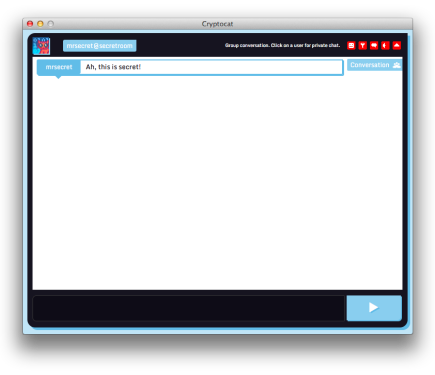 Cryptocat
mrsecret@secretroom
Group conversation. Click on a user for private chat.
mrsecret
Ah, this is secret!
Conversation